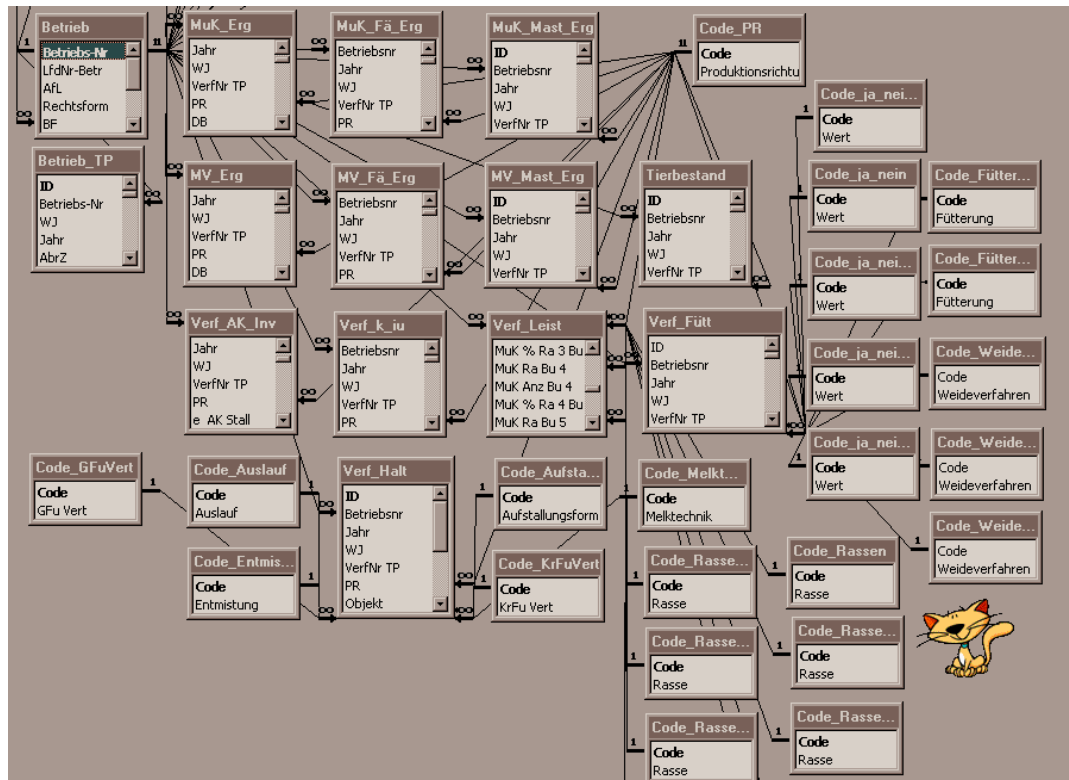 Betrieb
Betriebs-Nr
LfdNr-Betr
AfL
Rechtsform
BF
MuK_Erg
Jahr
WJ
VerfNr TP
PR
DB
MuK_Fä_Erg
Betriebsnr
Jahr
WJ
VerfNr TP
PR
MuK_Mast_Erg
ID
Betriebsnr
Jahr
WJ
VerfNr TP
Code_PR
Code
Produktionsrichtu
Code_ja_nei...
Code
Wert
Betrieb_TP
ID
Betriebs-Nr
WJ
Jahr
AbrZ
MV_Erg
Jahr
WJ
VerfNr TP
PR
DB
MV_Fä_Erg
Betriebsnr
Jahr
WJ
VerfNr TP
PR
MV_Mast_Erg
ID
Betriebsnr
Jahr
WJ
VerfNr TP
Tierbestand
ID
Betriebsnr
Jahr
WJ
VerfNr TP
Code_ja_nein
Code
Wert
Code_Fütter...
Code
Fütterung
Code_ja_nei...
Code
Wert
Code_Fütter...
Code
Fütterung
Verf_AK_Inv
Jahr
WJ
VerfNr TP
PR
e AK Stall
Verf_k_iu
Betriebsnr
Jahr
WJ
VerfNr TP
PR
Verf_Leist
MuK % Ra 3 Bu
MuK Ra Bu 4
MuK Anz Bu 4
MuK % Ra 4 Bu
MuK Ra Bu 5
Verf_Fütt
ID
Betriebsnr
Jahr
WJ
VerfNr TP
Code_ja_nei...
Code
Wert
Code_Weide...
Code
Weideverfahren
Code_ja_nei...
Code
Wert
Code_Weide...
Code
Weideverfahren
Code_GFuVert
Code
GFu Vert
Code_Auslauf
Code
Auslauf
Verf_Halt
ID
Betriebsnr
Jahr
WJ
VerfNr TP
PR
Objekt
Code_Aufsta...
Code
Aufstallungsform
Code_Melkt...
Code
Melktechnik
Code_Weide...
Code
Weideverfahren
Code_Entmis...
Code
Entmistung
Code_KrFuVert
Code
KrFu Vert
Code_Rasse...
Code
Rasse
Code_Rassen
Code
Rasse
Code_Rasse...
Code
Rasse
Code_Rasse...
Code
Rasse
Code_Rasse...
Code
Rasse
Code_Rasse...
Code
Rasse